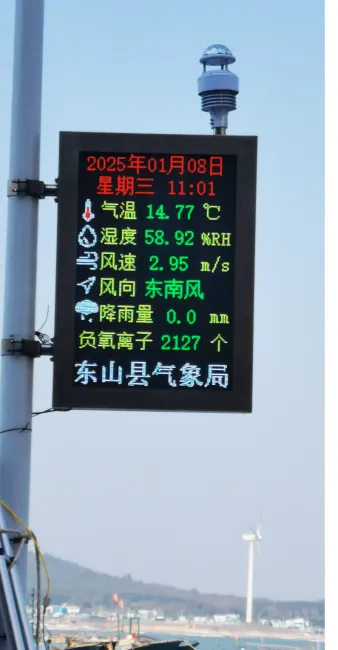 2025年01月08日
星期三 11:01
气温 14.77 ℃
湿度 58.92 %RH
风速 2.95 m/s
风向 东南风
降雨量 0.0 mm
负氧离子 2127 个
东山县气象局